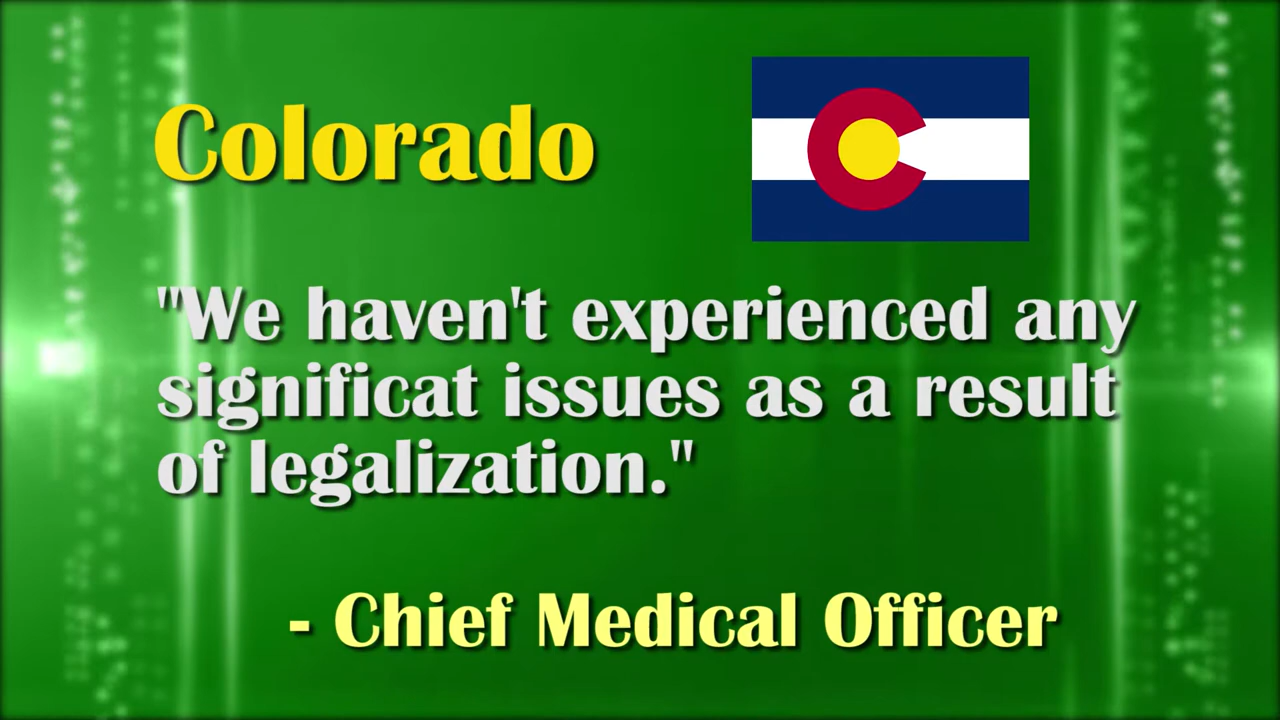 Colorado
"We haven't experienced any
significat issues as a result
of legalization."
- Chief Medical Officer